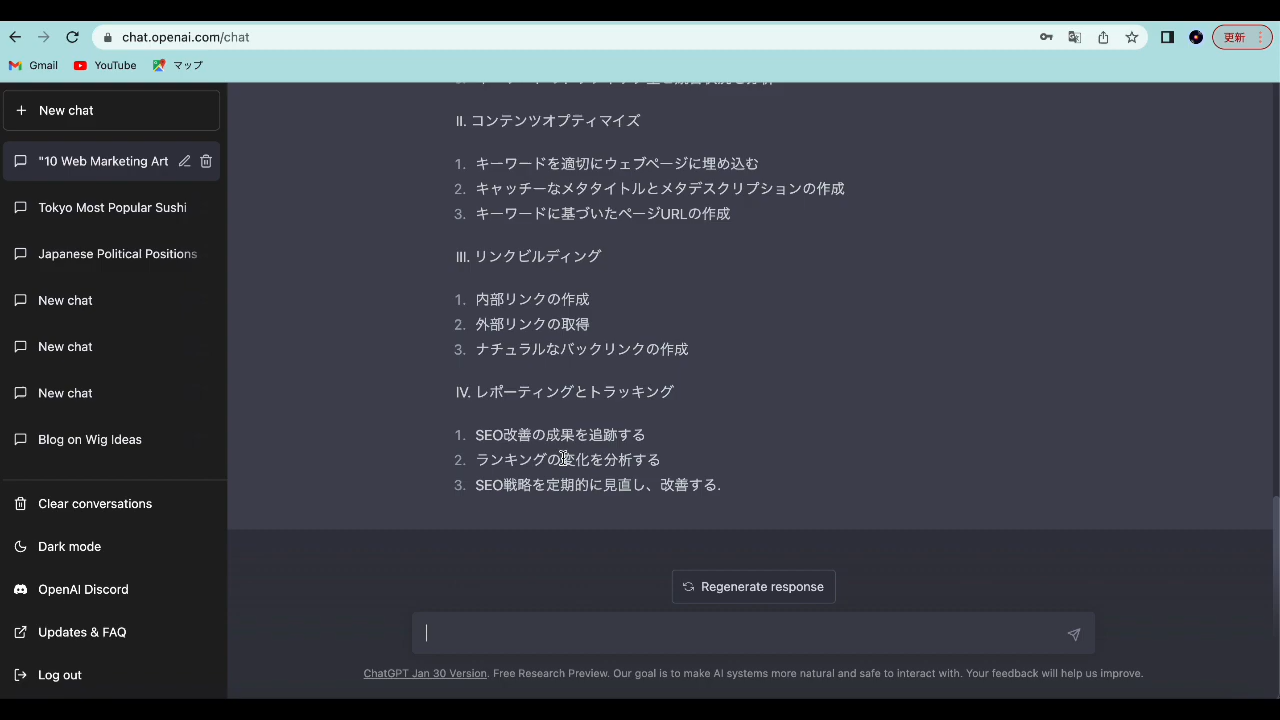 chat.openai.com/chat
更新
Gmail
YouTube
マップ
New chat
"10 Web Marketing Art
Tokyo Most Popular Sushi
Japanese Political Positions
New chat
New chat
New chat
Blog on Wig Ideas
Clear conversations
Dark mode
OpenAI Discord
Updates & FAQ
Log out
II. コンテンツオプティマイズ
1. キーワードを適切にウェブページに埋め込む
2. キャッチーなメタタイトルとメタデスクリプションの作成
3. キーワードに基づいたページURLの作成
III. リンクビルディング
1. 内部リンクの作成
2. 外部リンクの取得
3. ナチュラルなバックリンクの作成
IV. レポーティングとトラッキング
1. SEO改善の成果を追跡する
2. ランキングの変化を分析する
3. SEO戦略を定期的に見直し、改善する.
Regenerate response
ChatGPT Jan 30 Version. Free Research Preview. Our goal is to make AI systems more natural and safe to interact with. Your feedback will help us improve.